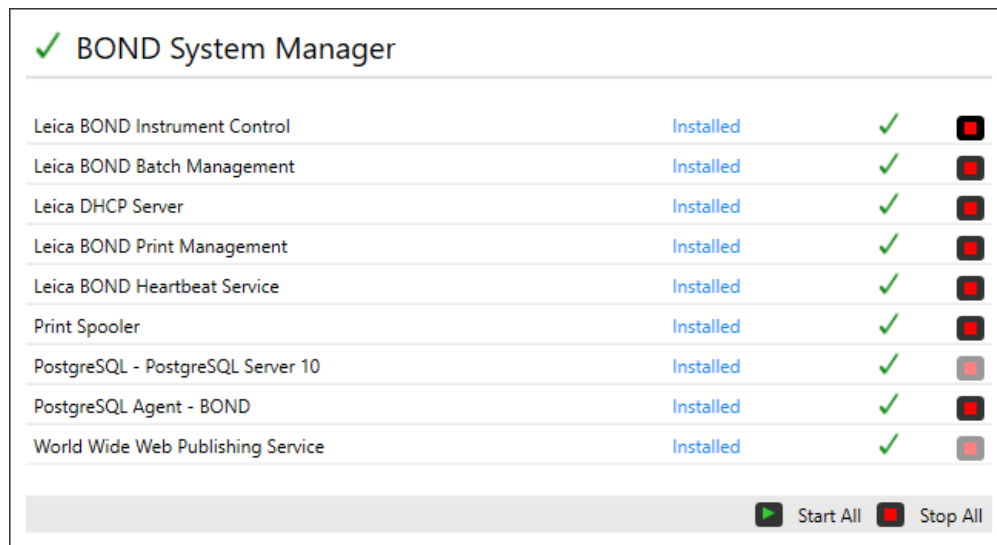 BOND System Manager
Leica BOND Instrument Control Installed
Leica BOND Batch Management Installed
Leica DHCP Server Installed
Leica BOND Print Management Installed
Leica BOND Heartbeat Service Installed
Print Spooler Installed
PostgreSQL - PostgreSQL Server 10 Installed
PostgreSQL Agent - BOND Installed
World Wide Web Publishing Service Installed
Start All Stop All